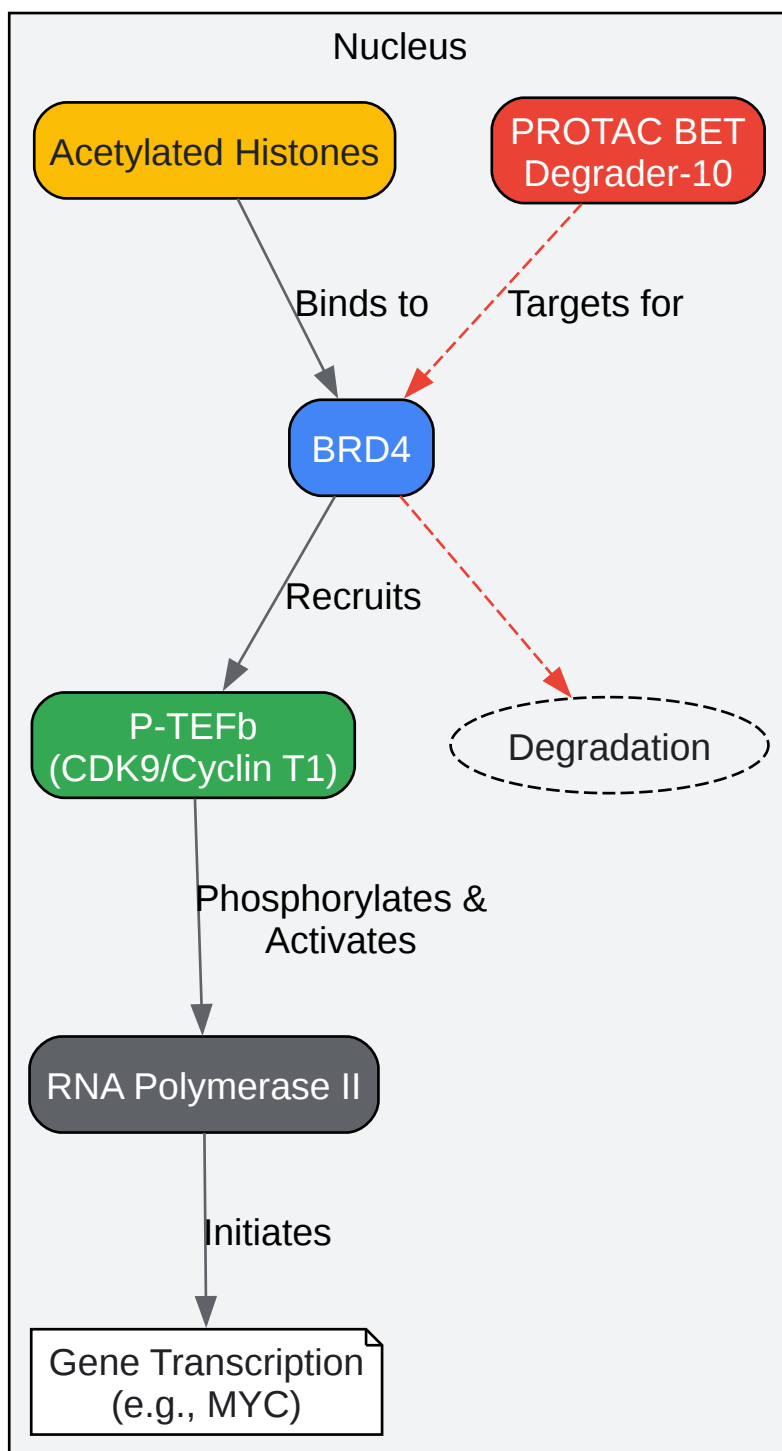 Nucleus
Acetylated Histones
PROTAC BET
Degrader-10
Binds to
Targets for
BRD4
Recruits
P-TEFb
(CDK9/Cyclin T1)
Degradation
Phosphorylates &
Activates
RNA Polymerase II
Initiates
Gene Transcription
(e.g., MYC)